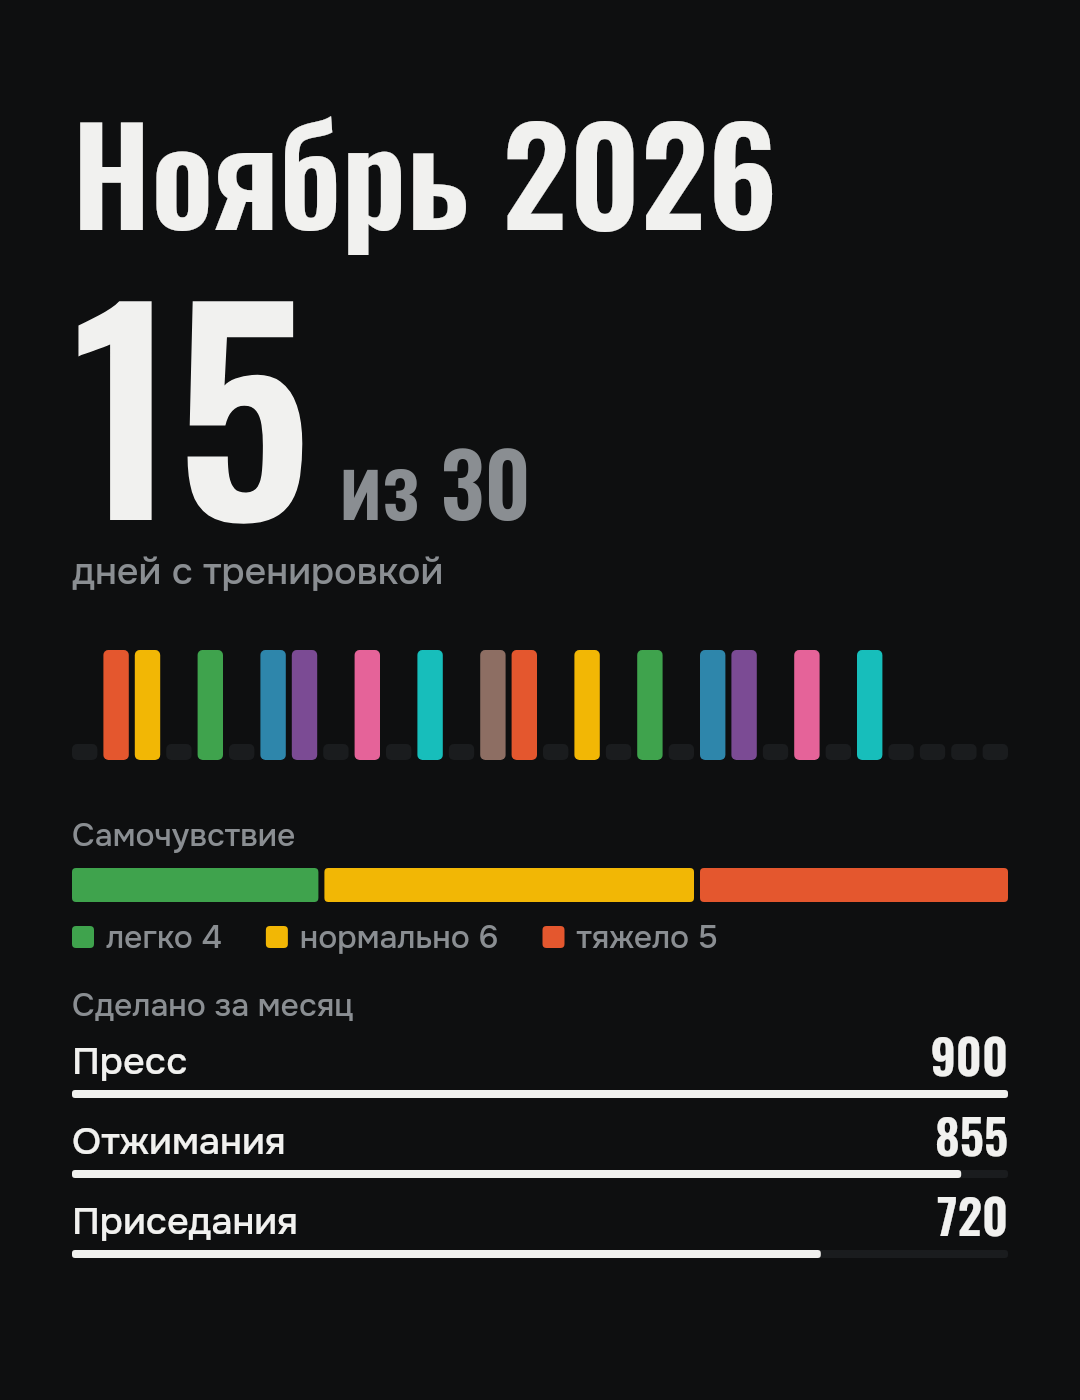 Ноябрь 2026
15 из 30
дней с тренировкой
Самочувствие
легко 4 нормально 6 тяжело 5
Сделано за месяц
Пресс 900
Отжимания 855
Приседания 720